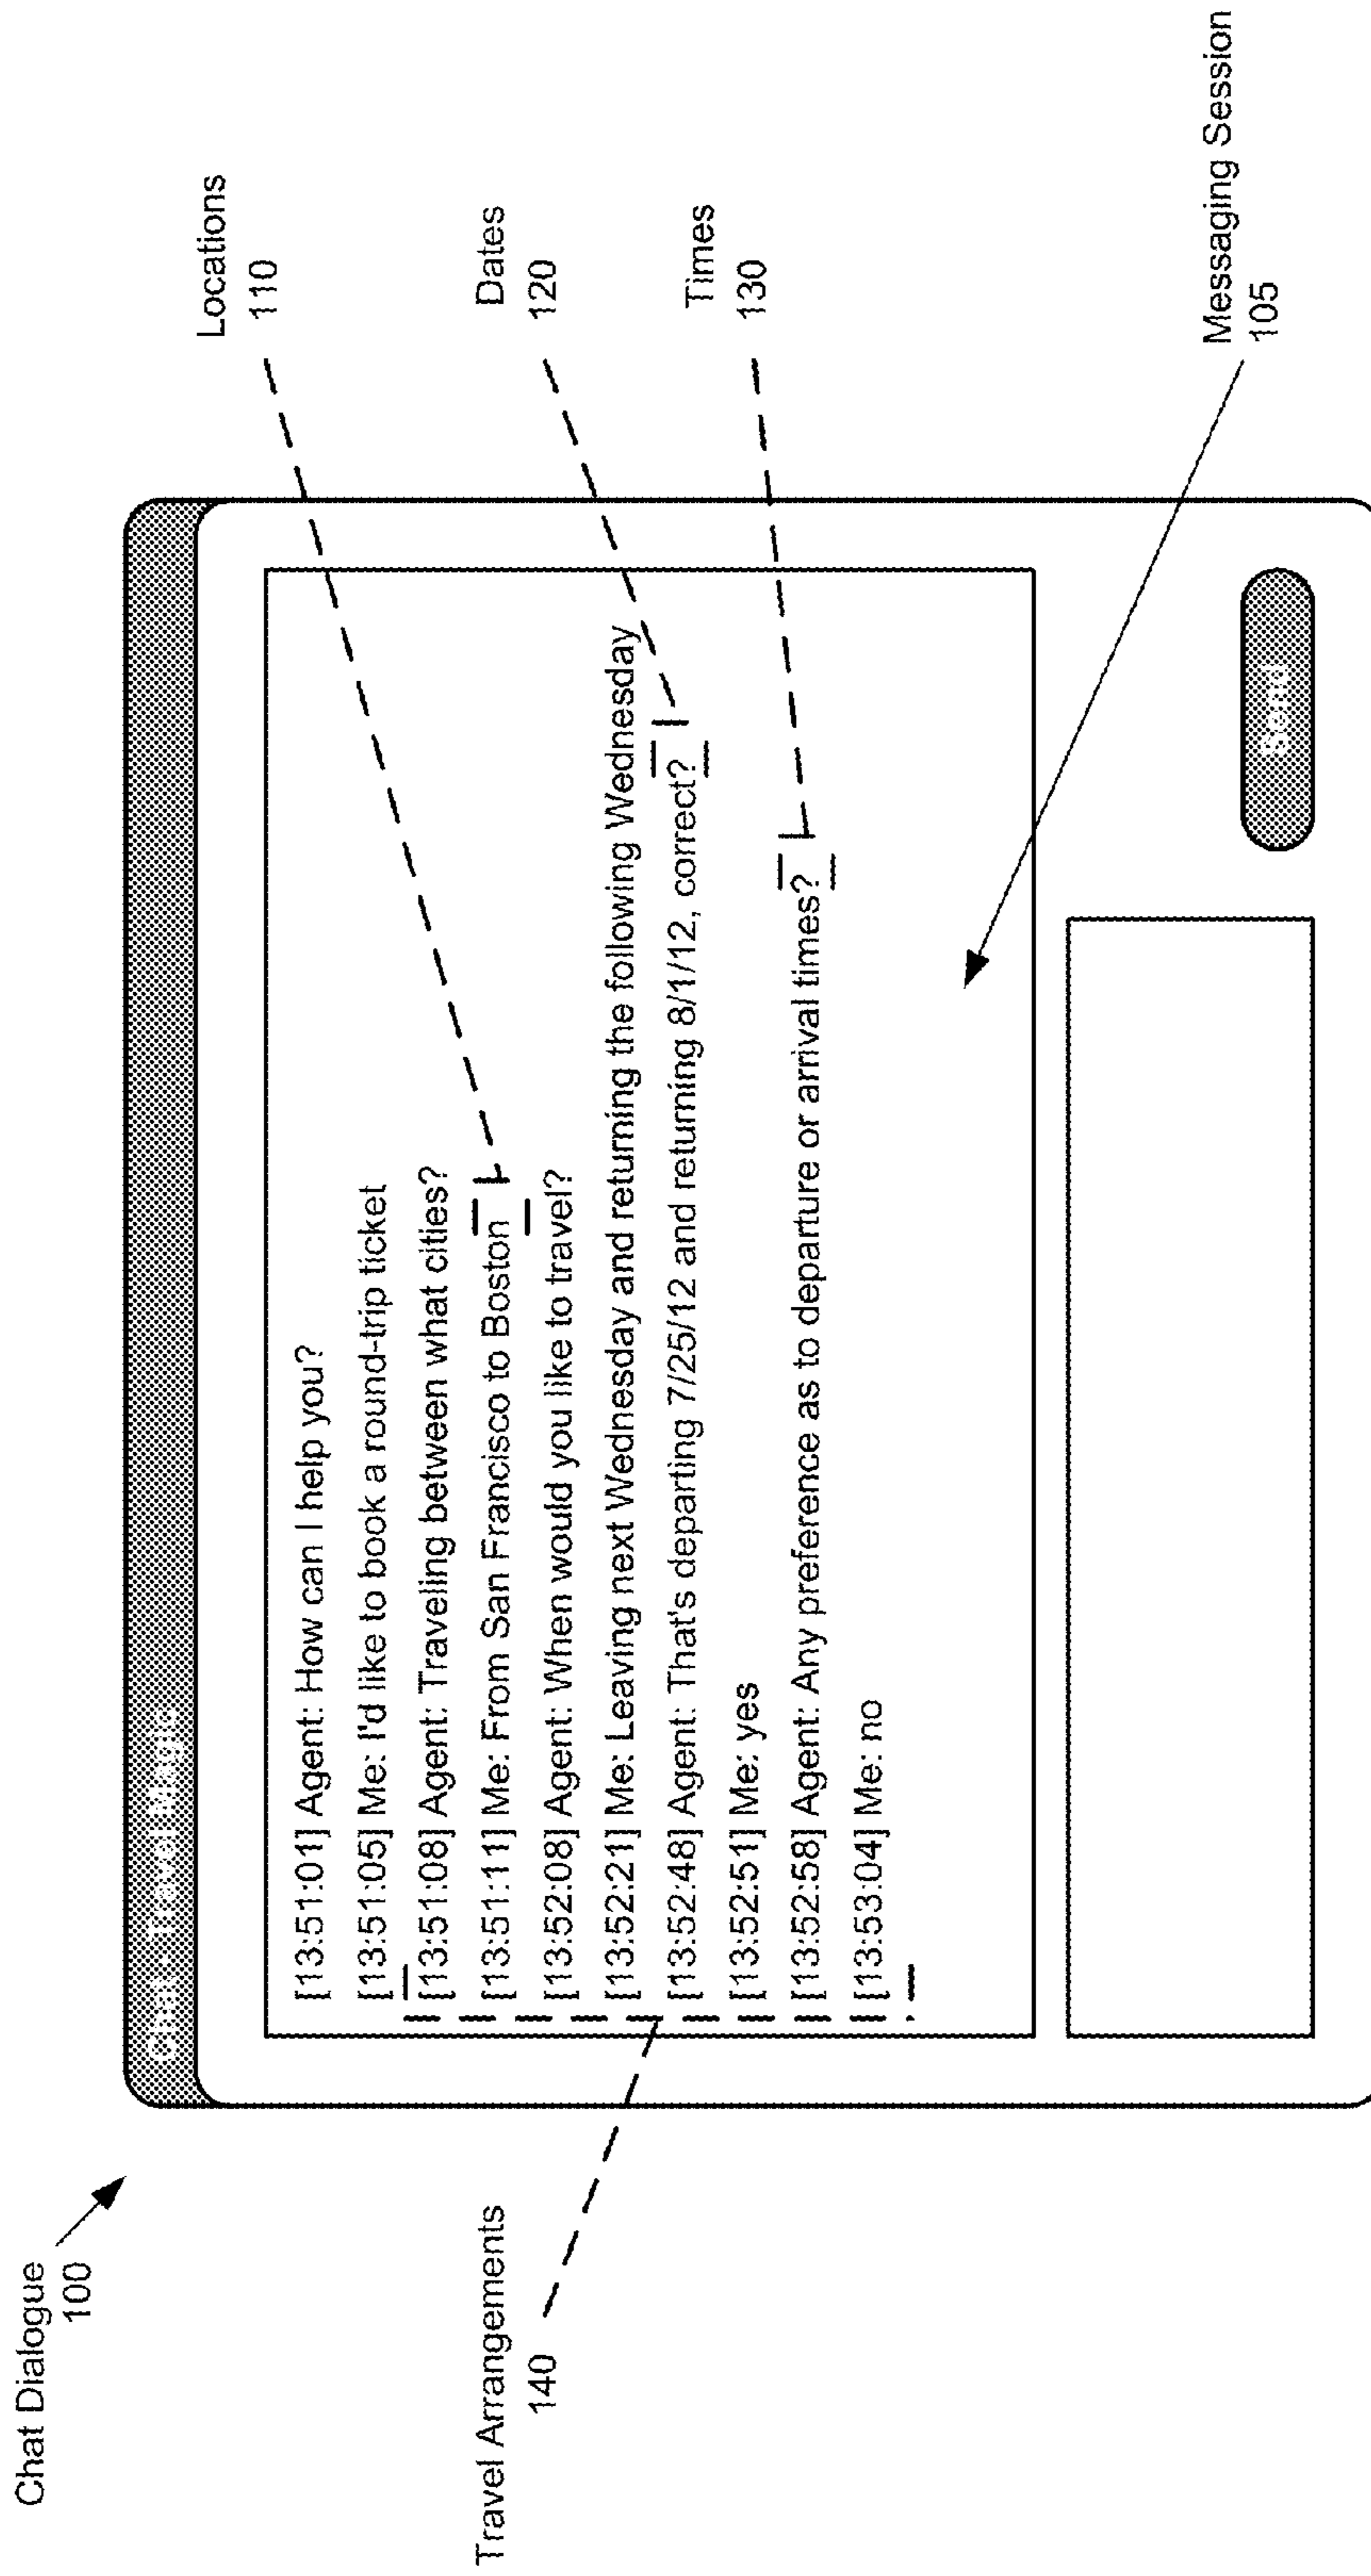 Chat Dialogue
100
Chat: Travel Magic
[13:51:01] Agent: How can I help you?
[13:51:05] Me: I'd like to book a round-trip ticket
[13:51:08] Agent: Traveling between what cities?
[13:51:11] Me: From San Francisco to Boston
[13:52:08] Agent: When would you like to travel?
[13:52:21] Me: Leaving next Wednesday and returning the following Wednesday
[13:52:48] Agent: That's departing 7/25/12 and returning 8/1/12, correct?
[13:52:51] Me: yes
[13:52:58] Agent: Any preference as to departure or arrival times?
[13:53:04] Me: no
Send
Travel Arrangements
140
Locations
110
Dates
120
Times
130
Messaging Session
105